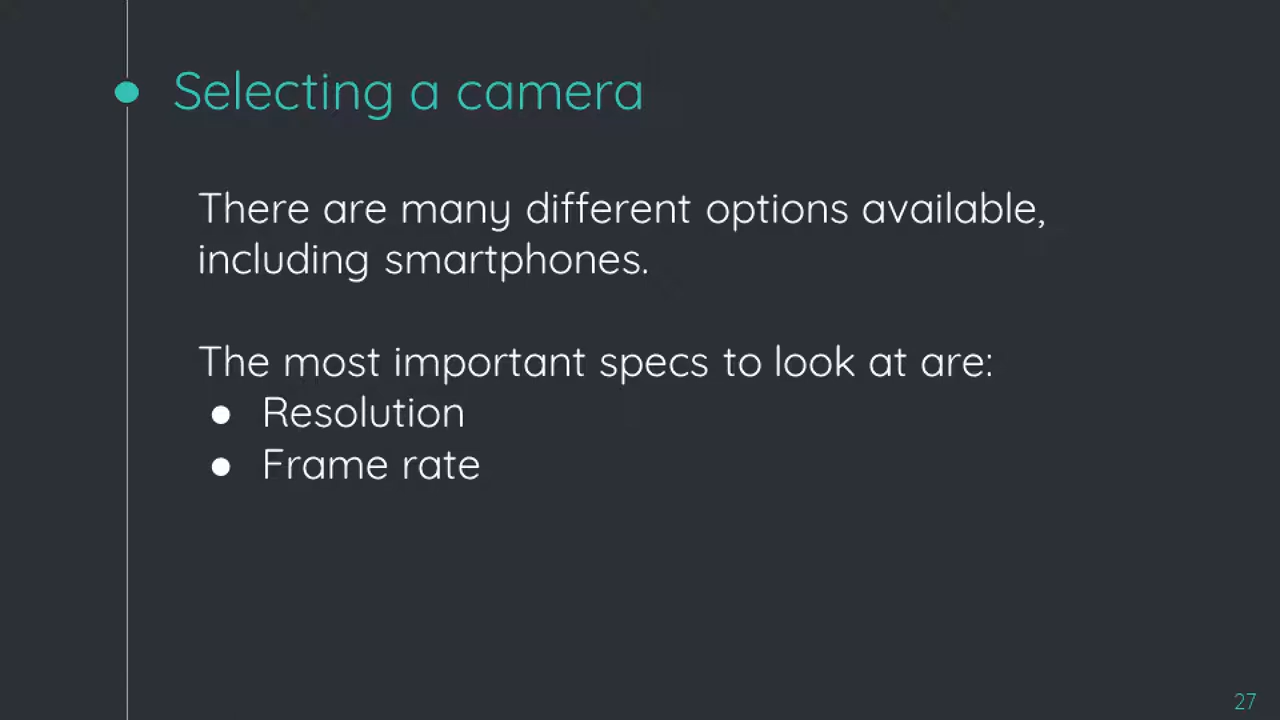 Selecting a camera
There are many different options available,
including smartphones.
The most important specs to look at are:
● Resolution
● Frame rate
27